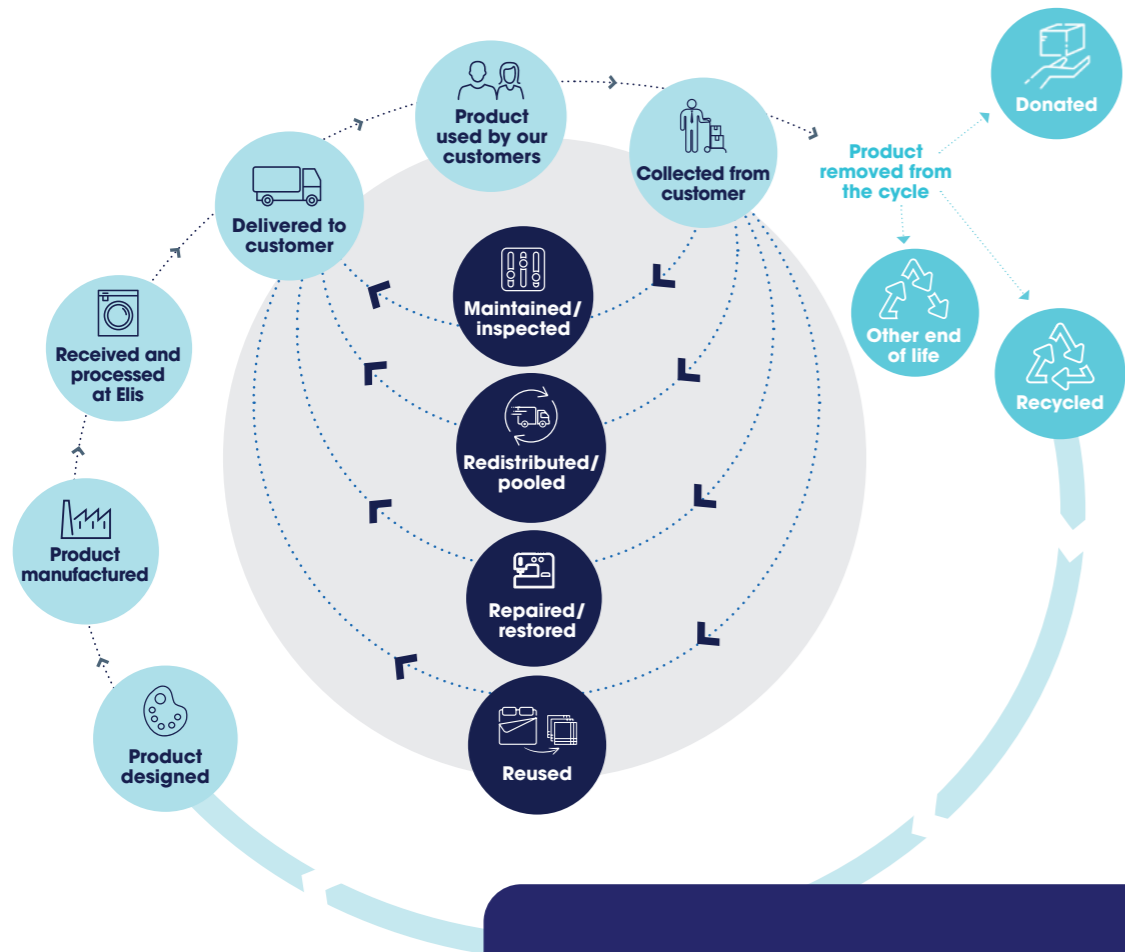 Product
designed
Product
manufactured
Received and
processed
at Elis
Delivered to
customer
Product
used by our
customers
Collected from
customer
Maintained/
inspected
Redistributed/
pooled
Repaired/
restored
Reused
Product
removed from
the cycle
Donated
Other end
of life
Recycled